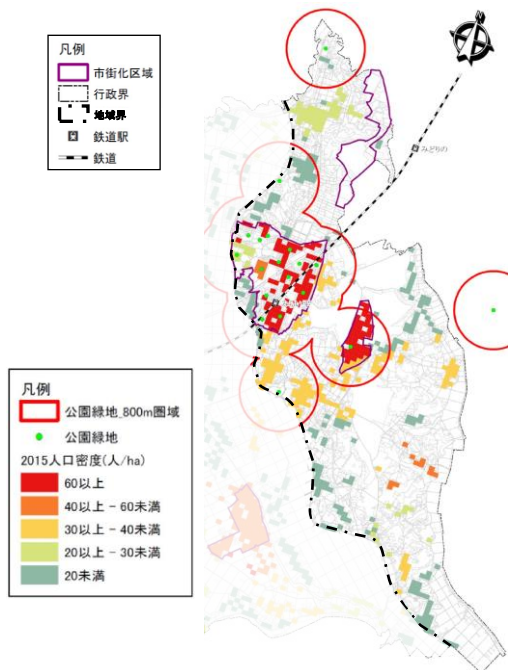 凡例
市街化区域
行政界
地域界
鉄道駅
鉄道
みどりの
凡例
公園緑地_800m圏域
公園緑地
2015人口密度(人/ha)
60以上
40以上 - 60未満
30以上 - 40未満
20以上 - 30未満
20未満